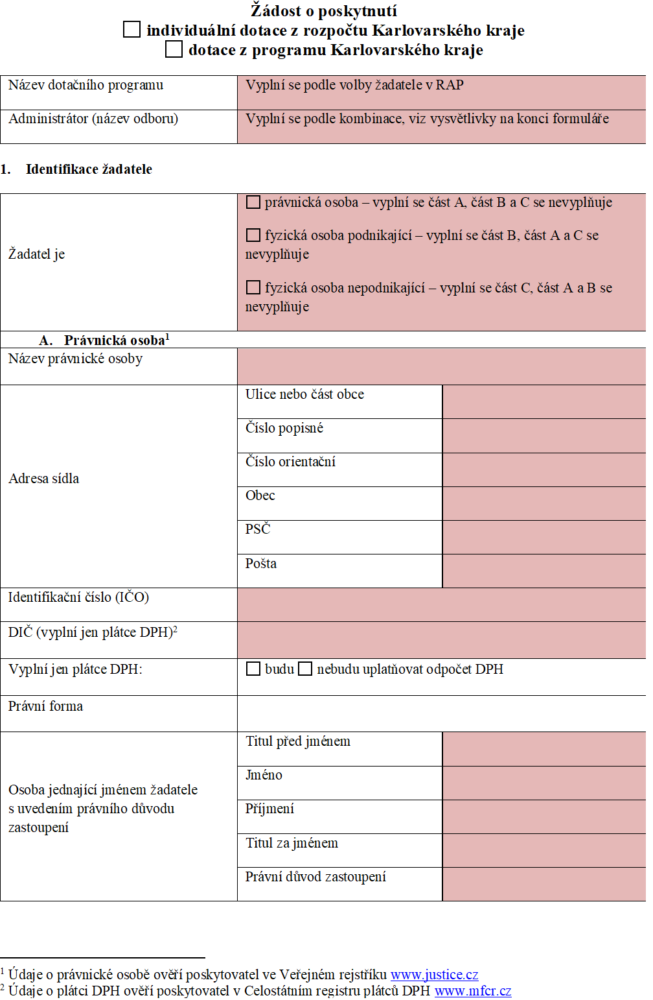 Žádost o poskytnutí
individuální dotace z rozpočtu Karlovarského kraje
dotace z programu Karlovarského kraje
Název dotačního programu
Vyplní se podle volby žadatele v RAP
Administrátor (název odboru)
Vyplní se podle kombinace, viz vysvětlivky na konci formuláře
1. Identifikace žadatele
Žadatel je
právnická osoba – vyplní se část A, část B a C se nevyplňuje
fyzická osoba podnikající – vyplní se část B, část A a C se
nevyplňuje
fyzická osoba nepodnikající – vyplní se část C, část A a B se
nevyplňuje
A. Právnická osoba1
Název právnické osoby
Adresa sídla
Ulice nebo část obce
Číslo popisné
Číslo orientační
Obec
PSČ
Pošta
Identifikační číslo (IČO)
DIČ (vyplní jen plátce DPH)2
Vyplní jen plátce DPH:
budu nebudu uplatňovat odpočet DPH
Právní forma
Osoba jednající jménem žadatele
s uvedením právního důvodu
zastoupení
Titul před jménem
Jméno
Příjmení
Titul za jménem
Právní důvod zastoupení
1 Údaje o právnické osobě ověří poskytovatel ve Veřejném rejstříku www.justice.cz
2 Údaje o plátci DPH ověří poskytovatel v Celostátním registru plátců DPH www.mfcr.cz